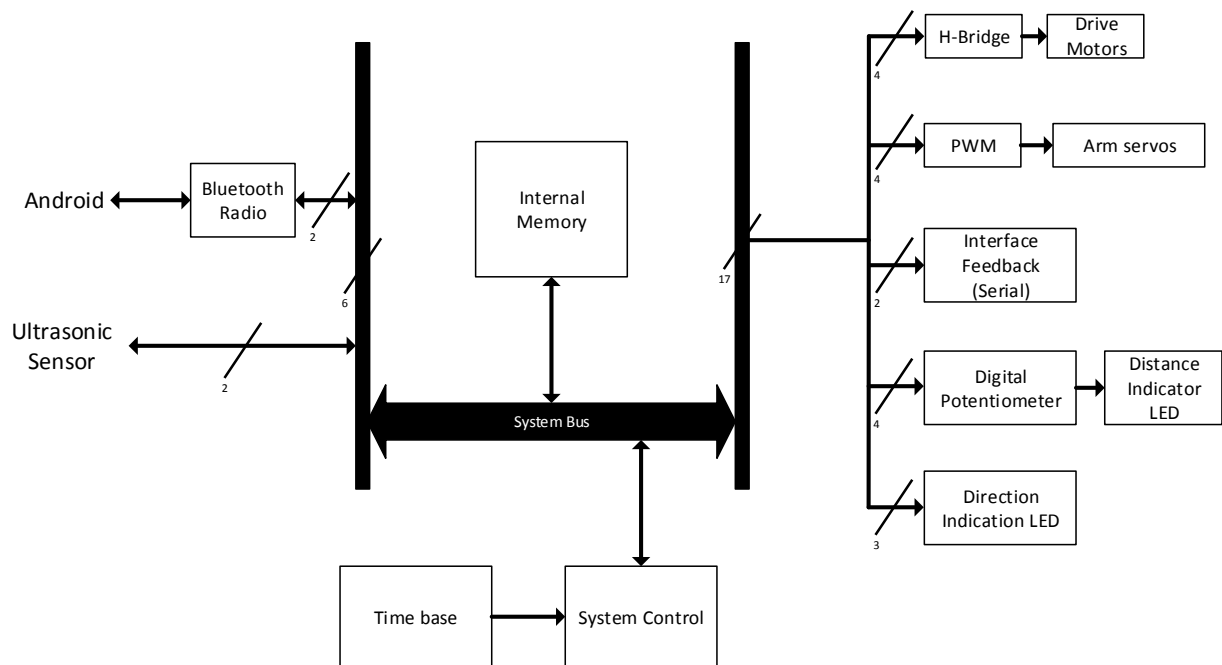 Android
Bluetooth
Radio
2
6
Ultrasonic
Sensor
2
Internal
Memory
System Bus
Time base
System Control
17
4
H-Bridge
Drive
Motors
4
PWM
Arm servos
2
Interface
Feedback
(Serial)
4
Digital
Potentiometer
Distance
Indicator
LED
3
Direction
Indication LED